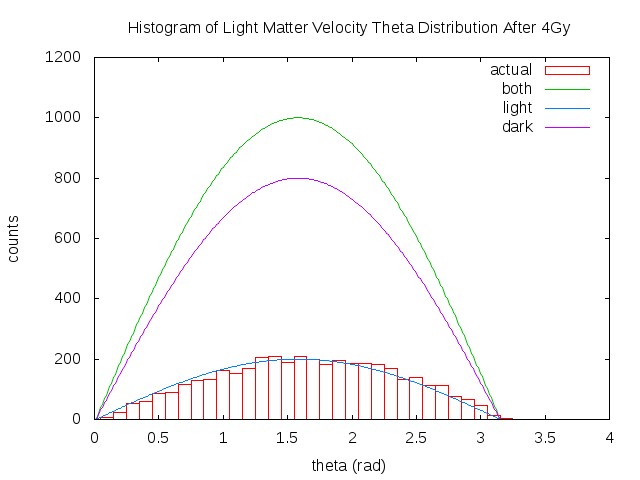 Histogram of Light Matter Velocity Theta Distribution After 4Gy
1200
1000
800
600
400
200
0
counts
actual
both
light
dark
0 0.5 1 1.5 2 2.5 3 3.5 4
theta (rad)